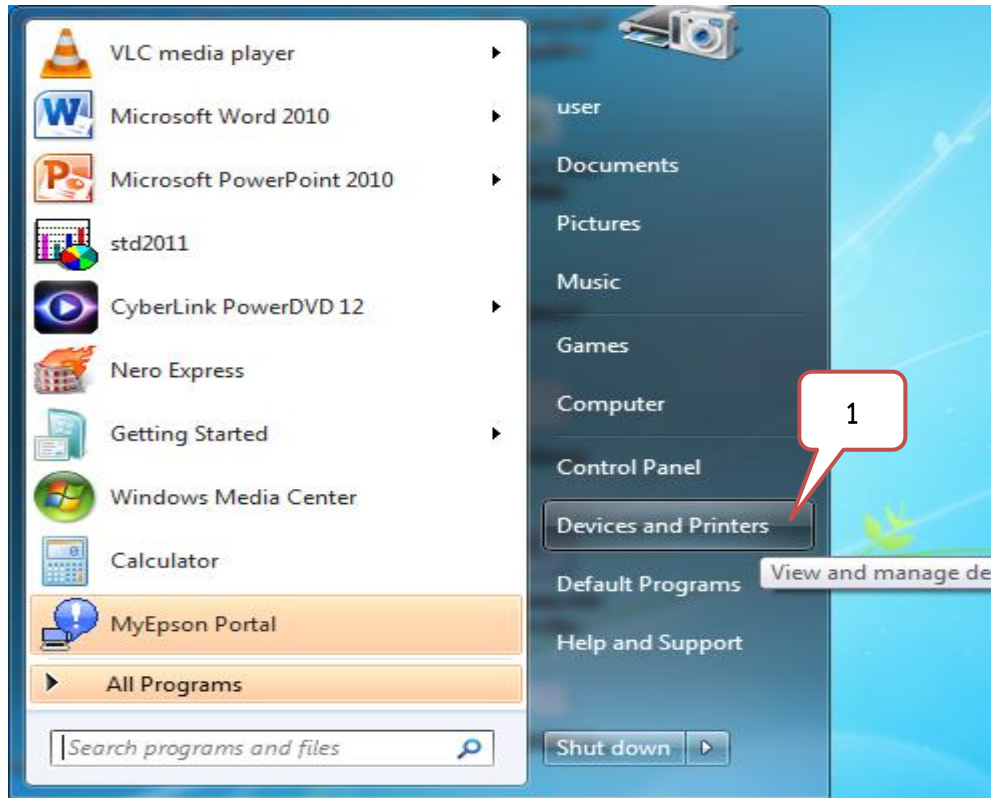 VLC media player
Microsoft Word 2010
Microsoft PowerPoint 2010
std2011
CyberLink PowerDVD 12
Nero Express
Getting Started
Windows Media Center
Calculator
MyEpson Portal
All Programs
Search programs and files
user
Documents
Pictures
Music
Games
Computer
1
Control Panel
Devices and Printers
View and manage de
Default Programs
Help and Support
Shut down